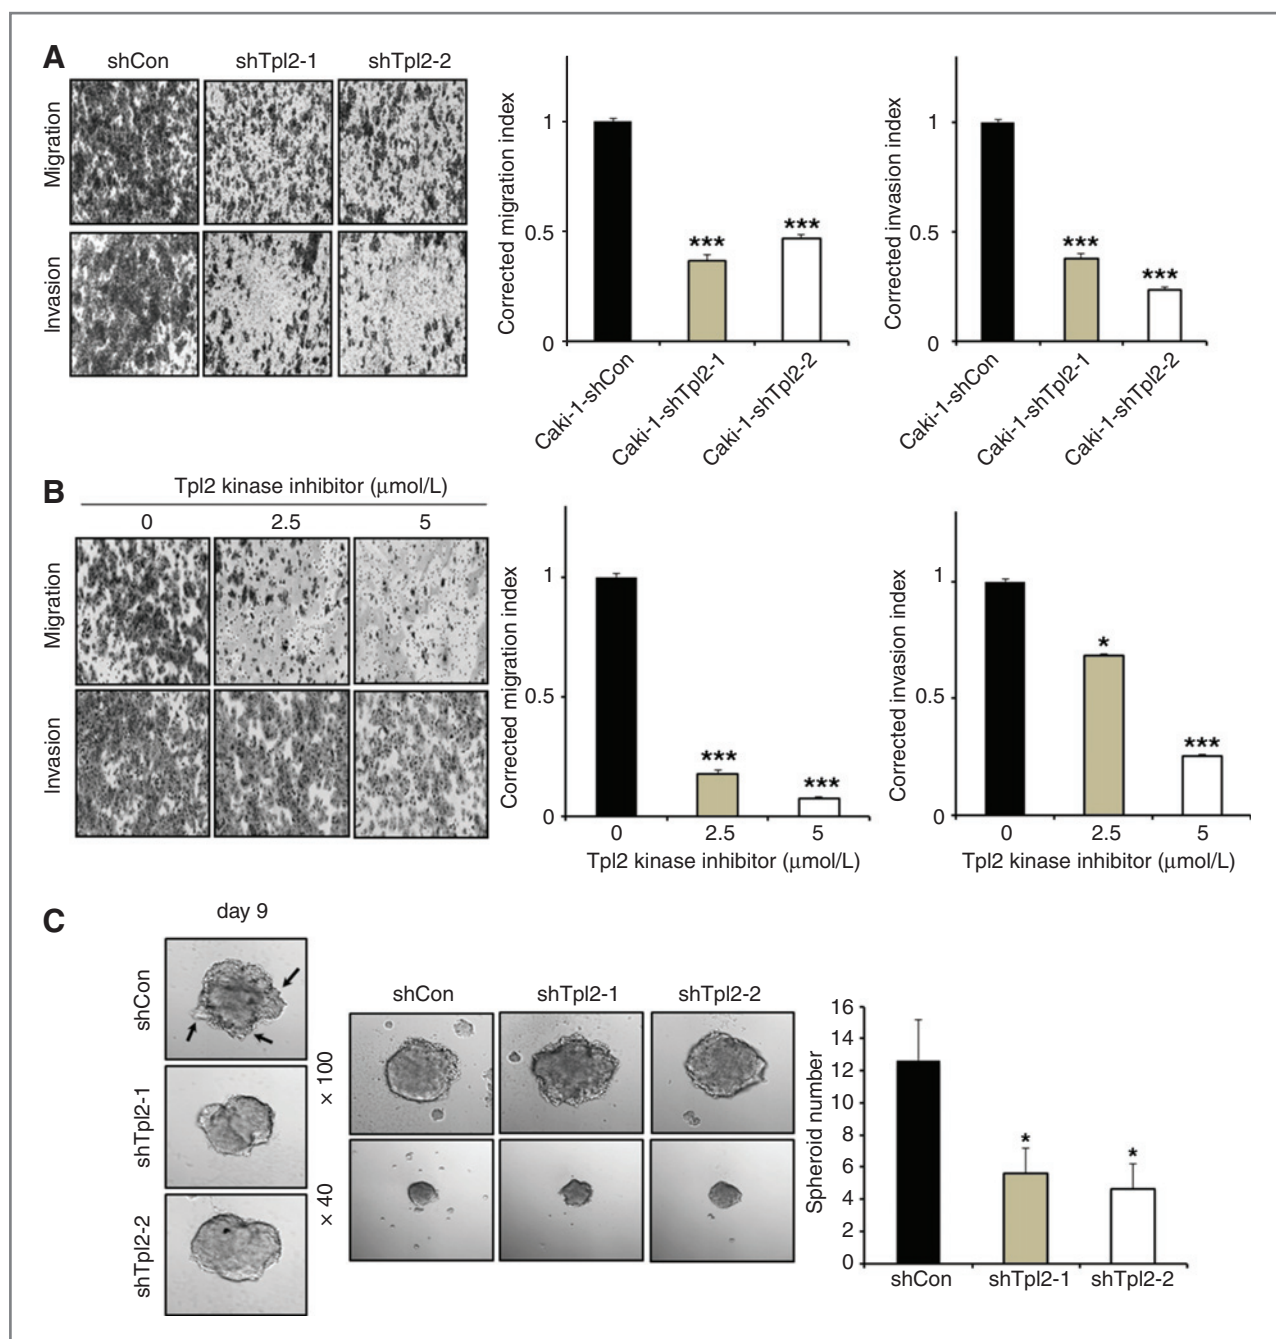 A
shCon shTpl2-1 shTpl2-2
Migration
Invasion
Corrected migration index
1
0.5
0
***
***
Caki-1-shCon
Caki-1-shTpl2-1
Caki-1-shTpl2-2
Corrected invasion index
1
0.5
0
***
***
Caki-1-shCon
Caki-1-shTpl2-1
Caki-1-shTpl2-2
B
Tpl2 kinase inhibitor (μmol/L)
0 2.5 5
Migration
Invasion
Corrected migration index
1
0.5
0
***
***
0 2.5 5
Tpl2 kinase inhibitor (μmol/L)
Corrected invasion index
1
0.5
0
*
***
0 2.5 5
Tpl2 kinase inhibitor (μmol/L)
C
day 9
shCon
shTpl2-1
shTpl2-2
shCon shTpl2-1 shTpl2-2
× 100
× 40
Spheroid number
16
14
12
10
8
6
4
2
0
*
*
shCon shTpl2-1 shTpl2-2